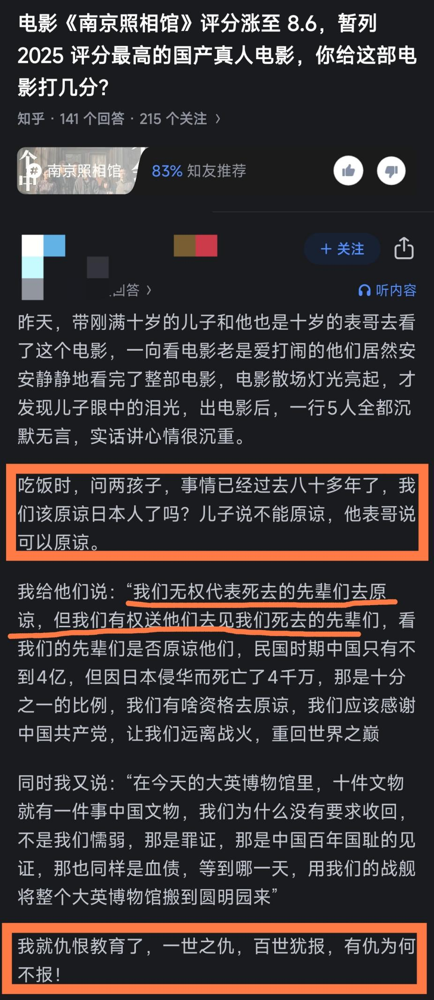 电影《南京照相馆》评分涨至 8.6，暂列
2025 评分最高的国产真人电影，你给这部电
影打几分？
知乎 · 141 个回答 · 215 个关注 >
# 南京照相馆
83% 知友推荐
+ 关注
回答 >
听内容
昨天，带刚满十岁的儿子和他也是十岁的表哥去看
了这个电影，一向看电影老是爱打闹的他们居然安
安静静地看完了整部电影，电影散场灯光亮起，才
发现儿子眼中的泪光，出电影后，一行5人全都沉
默无言，实话讲心情很沉重。
吃饭时，问两孩子，事情已经过去八十多年了，我
们该原谅日本人了吗？儿子说不能原谅，他表哥说
可以原谅。
我给他们说：“我们无权代表死去的先辈们去原
谅，但我们有权送他们去见我们死去的先辈们，看
我们的先辈们是否原谅他们，民国时期中国只有不
到4亿，但因日本侵华而死亡了4千万，那是十分
之一的比例，我们有啥资格去原谅，我们应该感谢
中国共产党，让我们远离战火，重回世界之巅
同时我又说：“在今天的大英博物馆里，十件文物
就有一件事中国文物，我们为什么没有要求收回，
不是我们懦弱，那是罪证，那是中国百年国耻的见
证，那也同样是血债，等到哪一天，用我们的战舰
将整个大英博物馆搬到圆明园来”
我就仇恨教育了，一世之仇，百世犹报，有仇为何
不报！